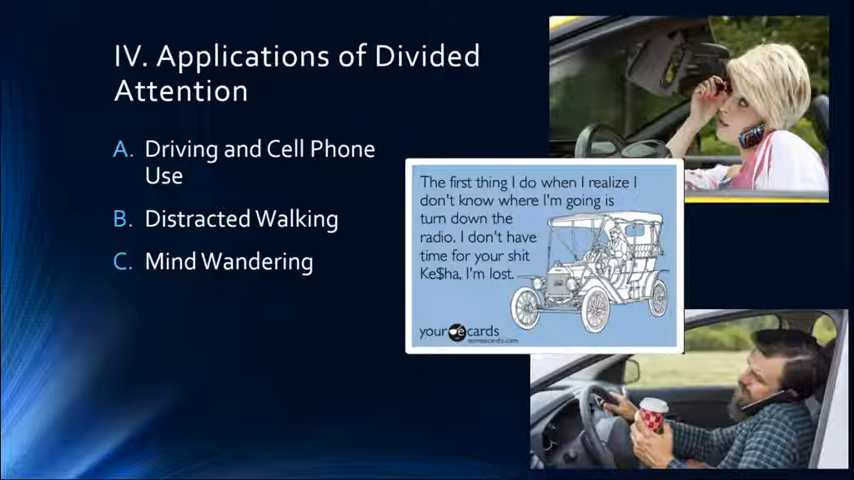 IV. Applications of Divided
Attention
A. Driving and Cell Phone
Use
B. Distracted Walking
C. Mind Wandering
The first thing I do when I realize I
don't know where I'm going is
turn down the
radio. I don't have
time for your shit
Ke$ha, I'm lost.
your ecards
someecards.com